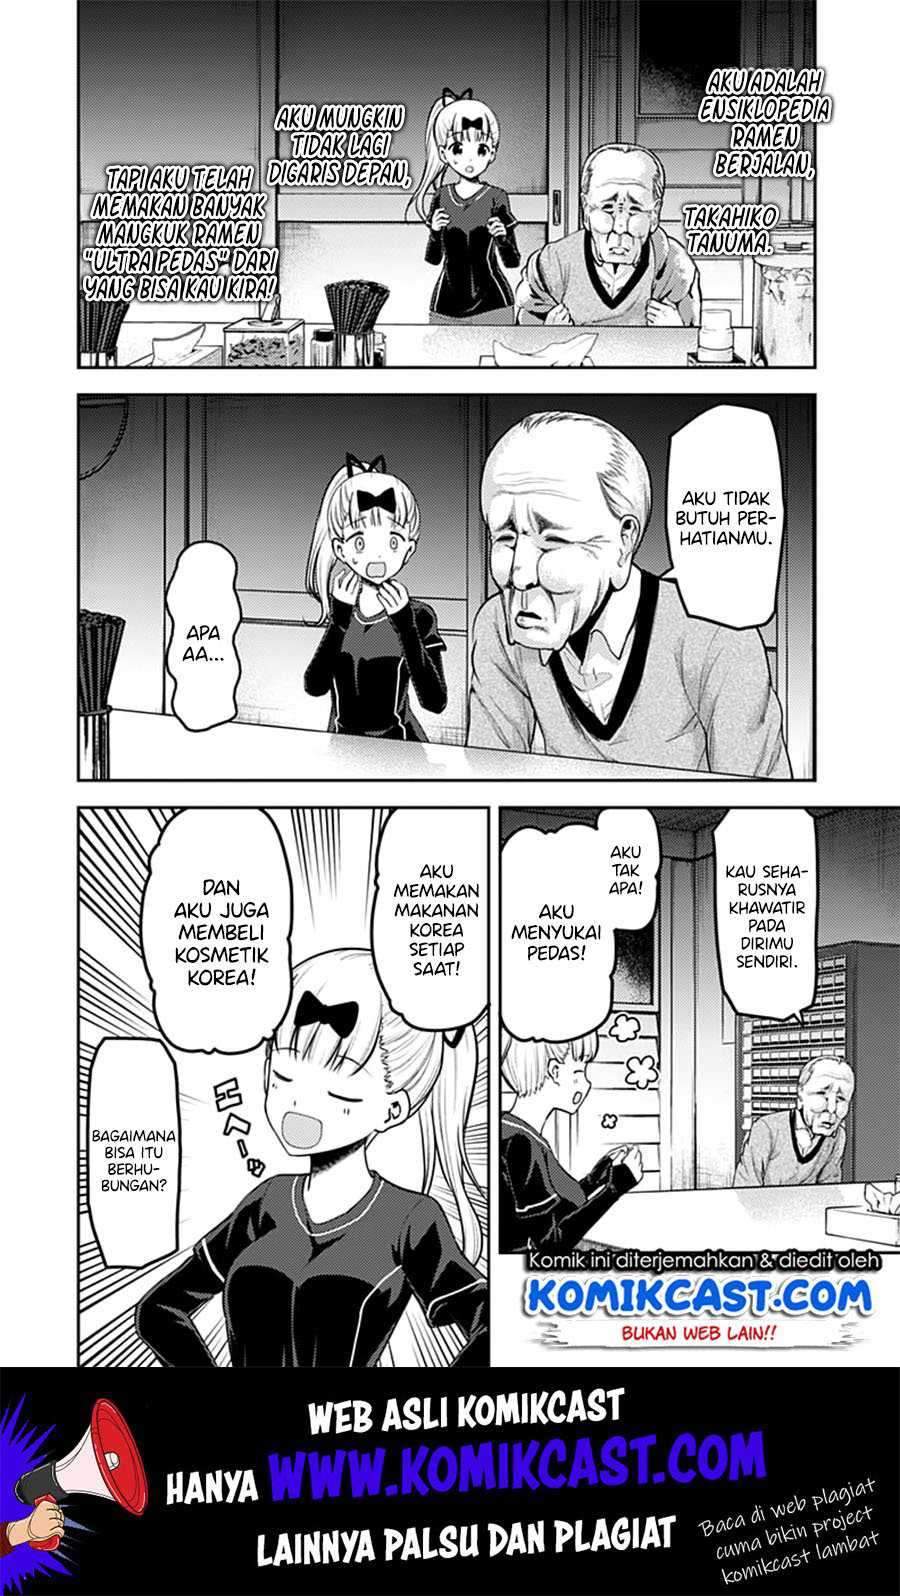 AKU ADALAH
ENSIKLOPEDIA
RAMEN
BERJALAN,
TAKAHIKO
TANUMA.
AKU MUNGKIN
TIDAK LAGI
DIGARIS DEPAN,
TAPI AKU TELAH
MEMAKAN BANYAK
MANGKUK RAMEN
"ULTRA PEDAS" DARI
YANG BISA KAU KIRA!
AKU TIDAK
BUTUH PER-
HATIANMU.
APA
AA...
KAU SEHA-
RUSNYA
KHAWATIR
PADA
DIRIMU
SENDIRI.
AKU
TAK
APA!
AKU
MENYUKAI
PEDAS!
AKU
MEMAKAN
MAKANAN
KOREA
SETIAP
SAAT!
DAN
AKU JUGA
MEMBELI
KOSMETIK
KOREA!
エヘーッ
BAGAIMANA
BISA ITU
BERHU-
BUNGAN?
Komik ini diterjemahkan & diedit oleh
KOMIKCAST.COM
BUKAN WEB LAIN!!
WEB ASLI KOMIKCAST
HANYA WWW.KOMIKCAST.COM
LAINNYA PALSU DAN PLAGIAT
Baca di web plagiat
cuma bikin project
komikcast lambat